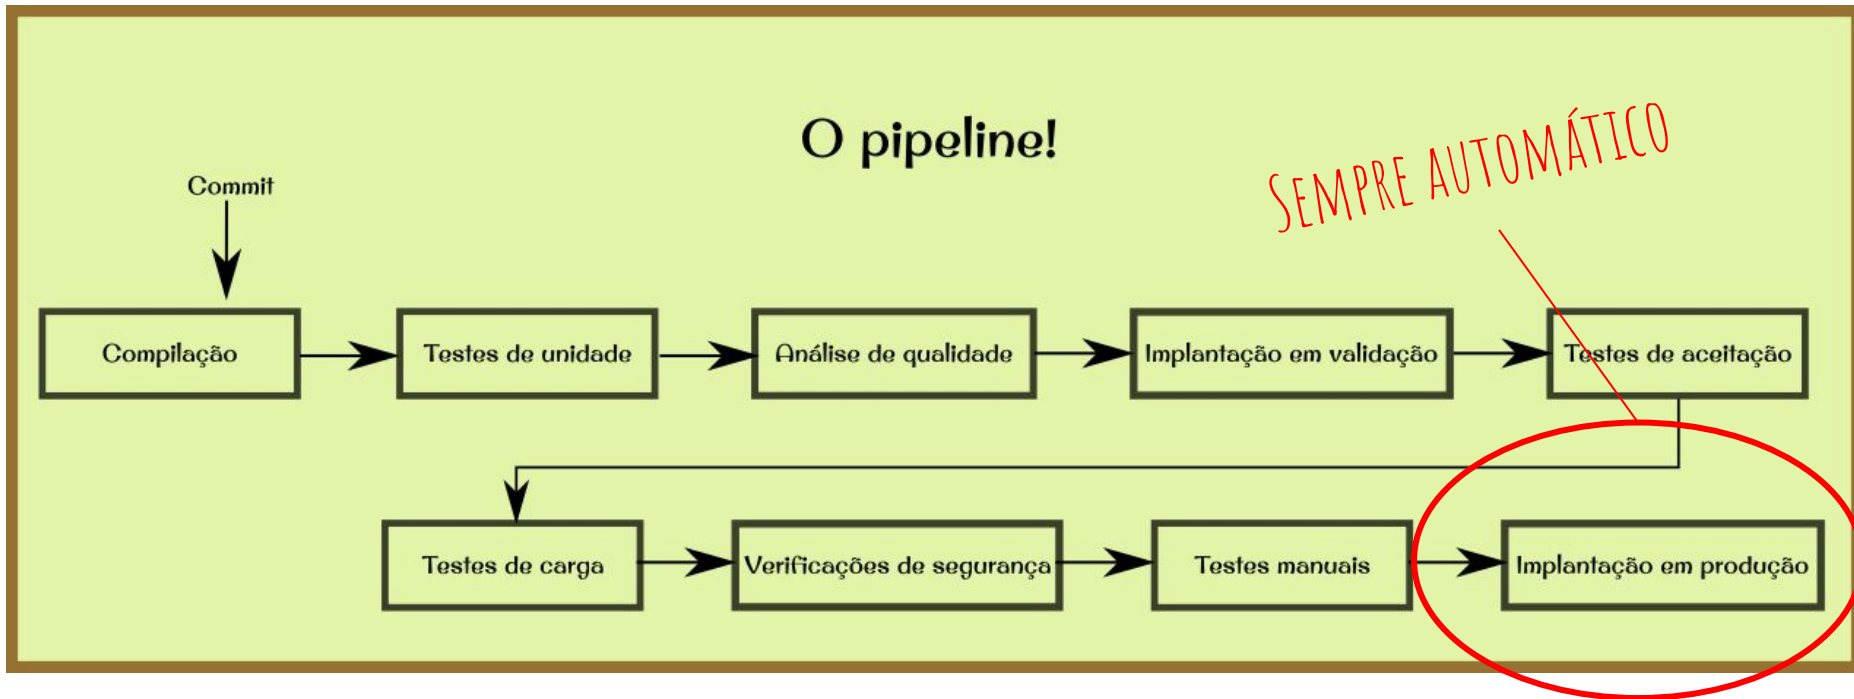 O pipeline!
SEMPRE AUTOMÁTICO
Commit
Compilação
Testes de unidade
Análise de qualidade
Implantação em validação
Testes de aceitação
Testes de carga
Verificações de segurança
Testes manuais
Implantação em produção